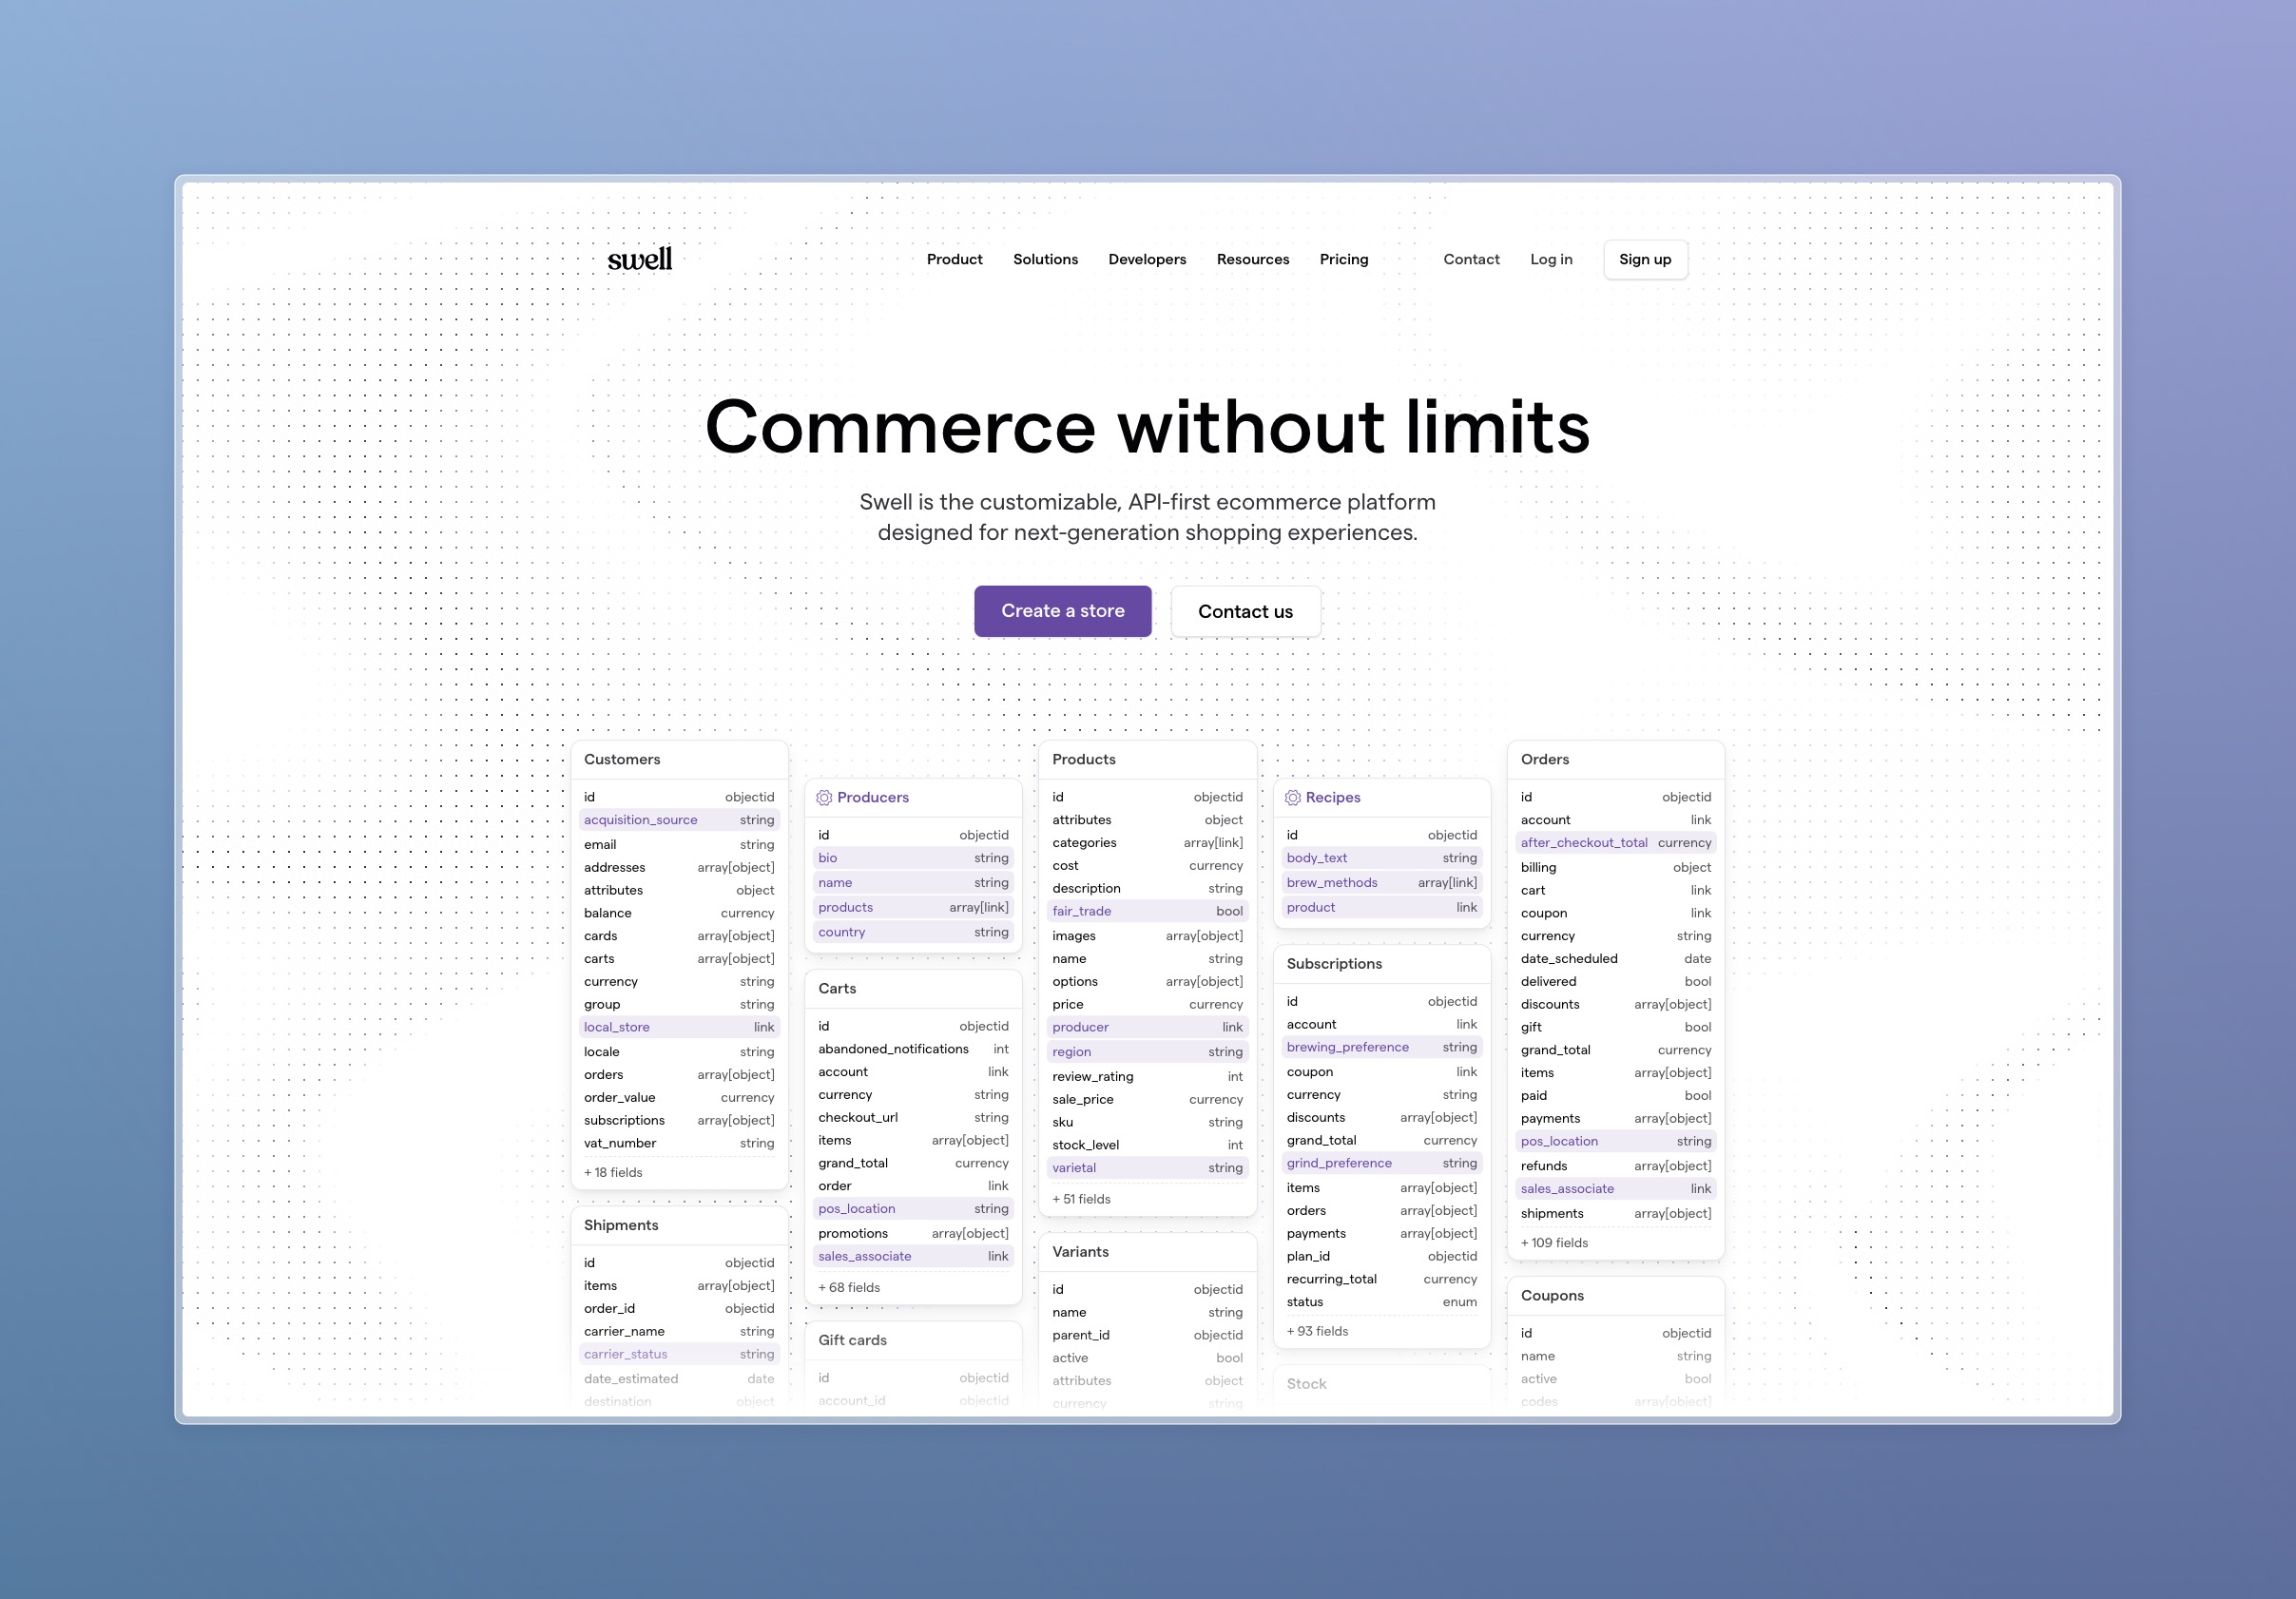 swell
Product Solutions Developers Resources Pricing Contact Log in Sign up
Commerce without limits
Swell is the customizable, API-first ecommerce platform
designed for next-generation shopping experiences.
Create a store Contact us
Customers
id objectid
acquisition_source string
email string
addresses array[object]
attributes object
balance currency
cards array[object]
carts array[object]
currency string
group string
local_store link
locale string
orders array[object]
order_value currency
subscriptions array[object]
vat_number string
+ 18 fields
Shipments
id objectid
items array[object]
order_id objectid
carrier_name string
carrier_status string
date_estimated date
destination object
Producers
id objectid
bio string
name string
products array[link]
country string
Carts
id objectid
abandoned_notifications int
account link
currency string
checkout_url string
items array[object]
grand_total currency
order link
pos_location string
promotions array[object]
sales_associate link
+ 68 fields
Gift cards
id objectid
account_id objectid
Products
id objectid
attributes object
categories array[link]
cost currency
description string
fair_trade bool
images array[object]
name string
options array[object]
price currency
producer link
region string
review_rating int
sale_price currency
sku string
stock_level int
varietal string
+ 51 fields
Variants
id objectid
name string
parent_id objectid
active bool
attributes object
currency string
Recipes
id objectid
body_text string
brew_methods array[link]
product link
Subscriptions
id objectid
account link
brewing_preference string
coupon link
currency string
discounts array[object]
grand_total currency
grind_preference string
items array[object]
orders array[object]
payments array[object]
plan_id objectid
recurring_total currency
status enum
+ 93 fields
Stock
Orders
id objectid
account link
after_checkout_total currency
billing object
cart link
coupon link
currency string
date_scheduled date
delivered bool
discounts array[object]
gift bool
grand_total currency
items array[object]
paid bool
payments array[object]
pos_location string
refunds array[object]
sales_associate link
shipments array[object]
+ 109 fields
Coupons
id objectid
name string
active bool
codes array[object]